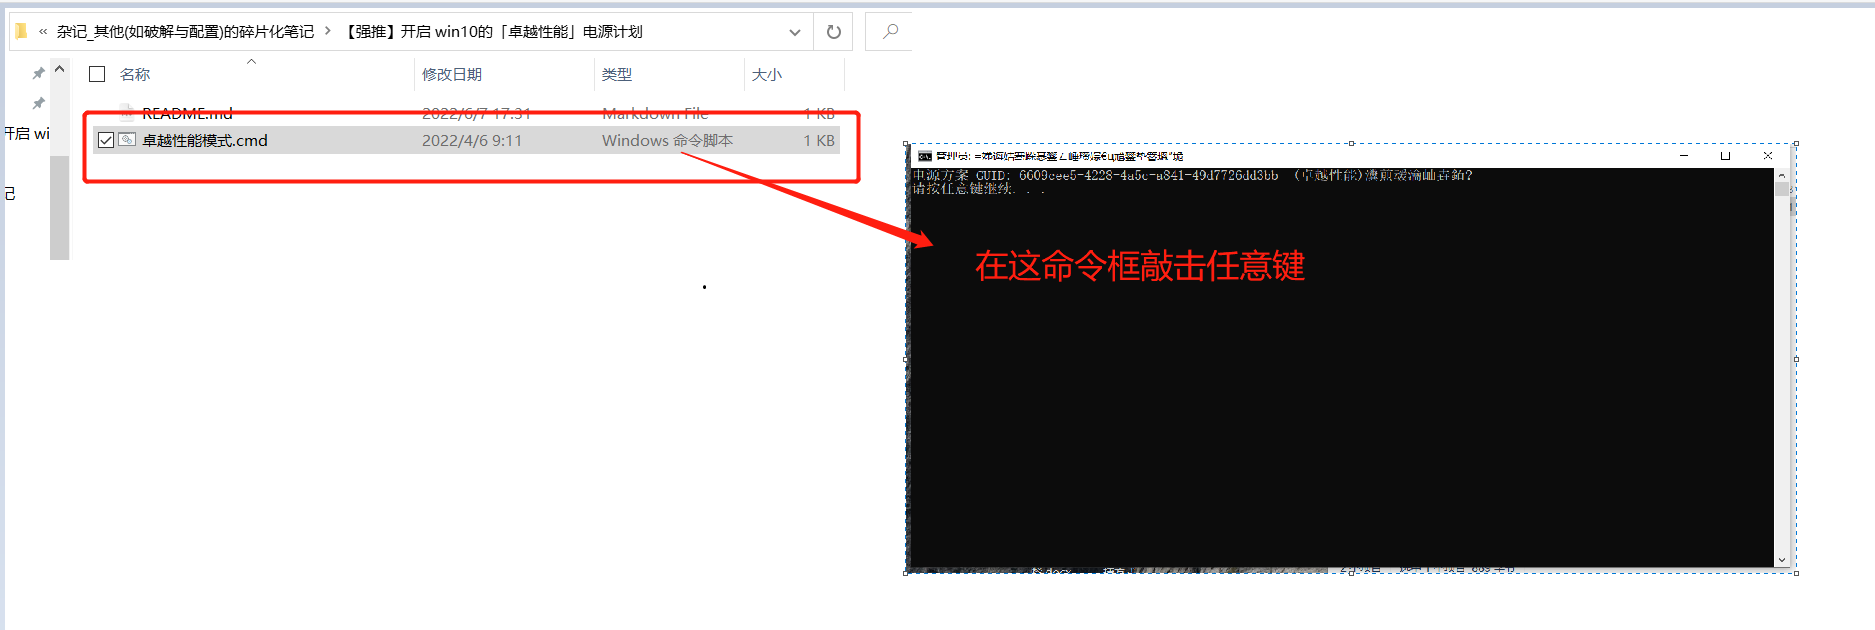 « 杂记_其他(如破解与配置)的碎片化笔记 › 【强推】开启 win10的「卓越性能」电源计划
名称 修改日期 类型 大小
README.md 2022/6/7 17:31 Markdown File 1 KB
开启 wi
卓越性能模式.cmd 2022/4/6 9:11 Windows 命令脚本 1 KB
记
管理员:
电源方案 GUID: 6609cee5-4228-4a5c-a841-49d7726dd3bb (卓越性能)
请按任意键继续. . .
在这命令框敲击任意键